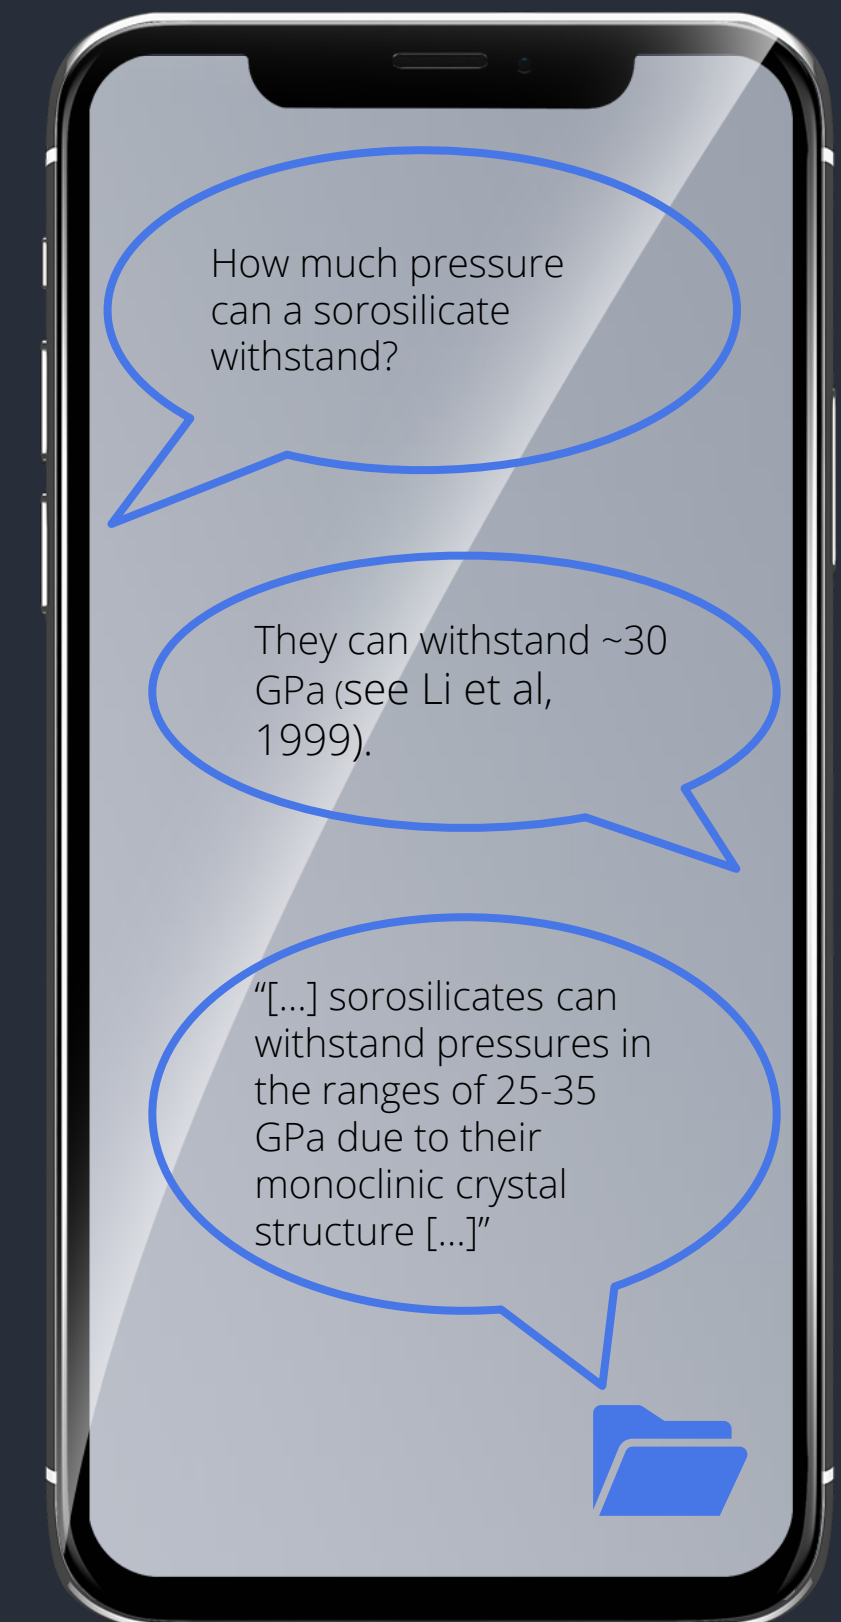 How much pressure
can a sorosilicate
withstand?
They can withstand ~30
GPa (see Li et al,
1999).
“[...] sorosilicates can
withstand pressures in
the ranges of 25-35
GPa due to their
monoclinic crystal
structure [...]”